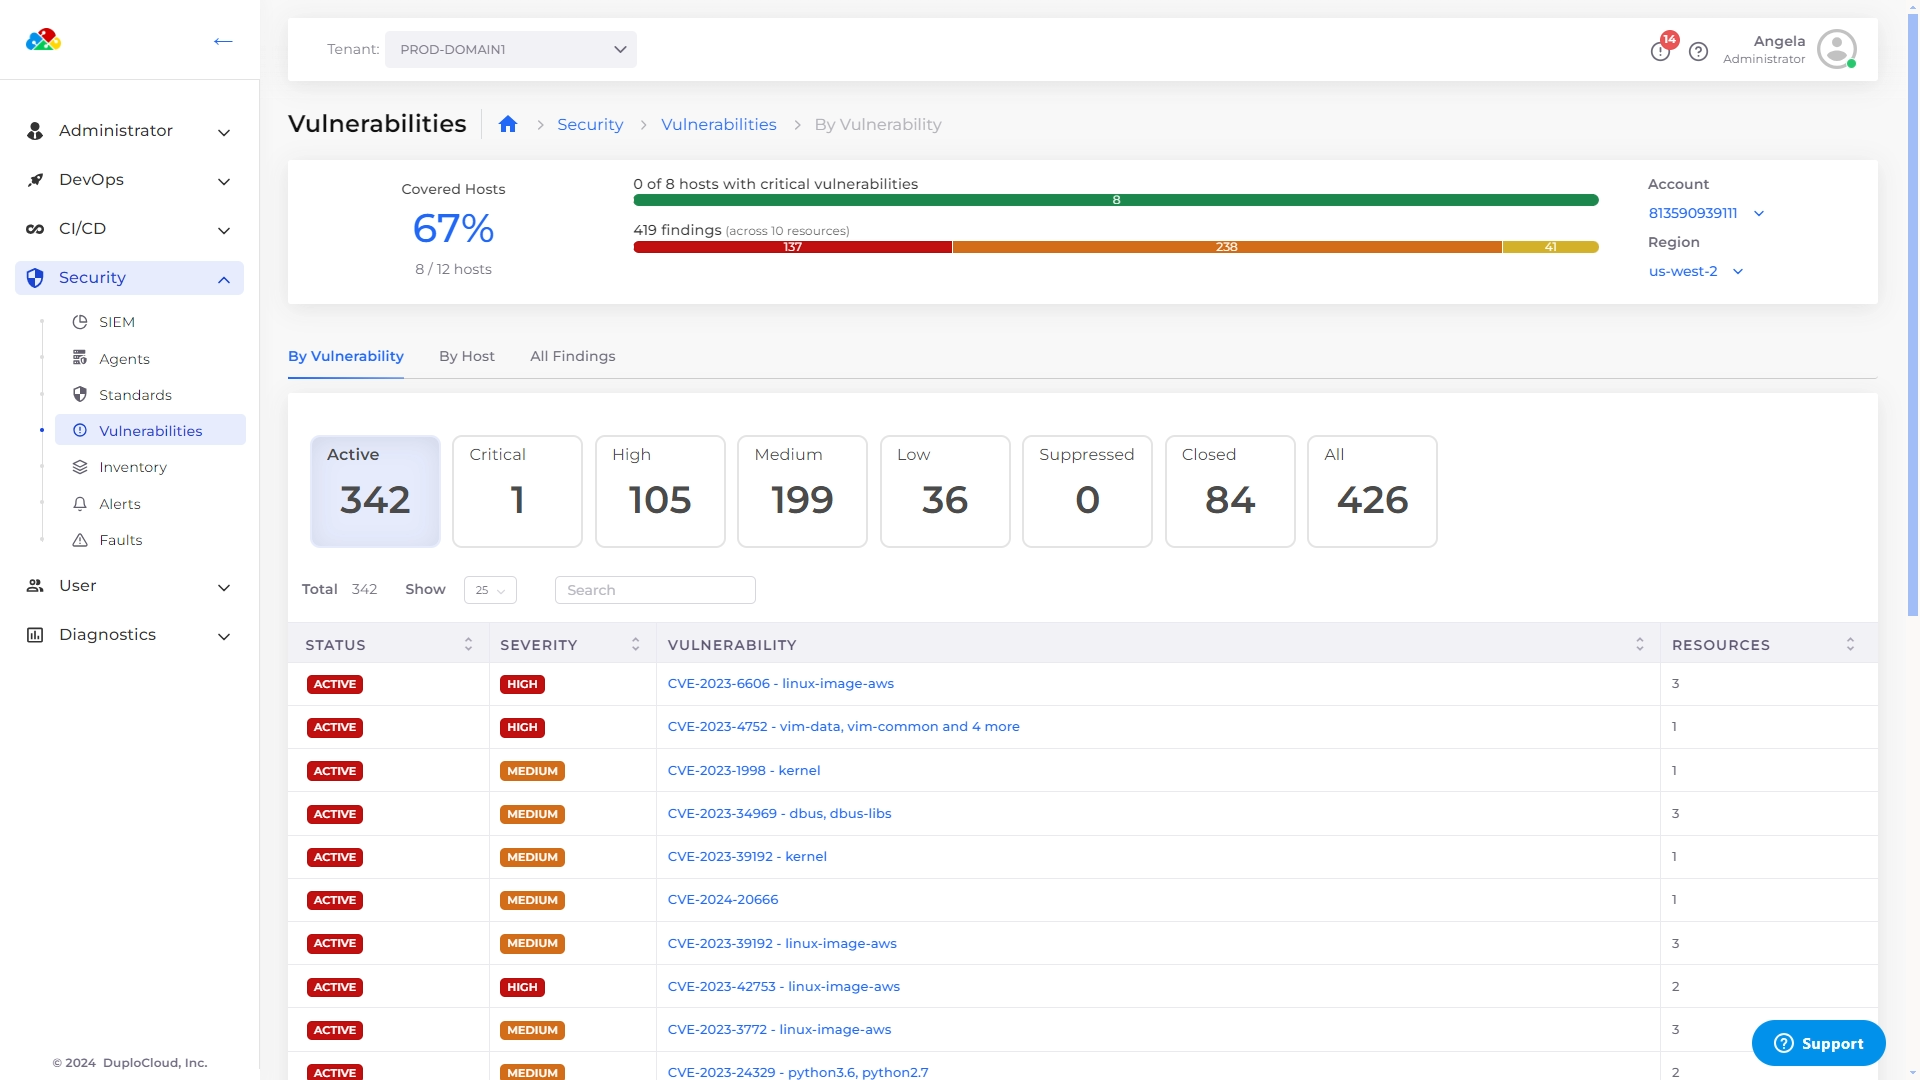 Tenant: PROD-DOMAIN1
14
Angela
Administrator
Administrator
DevOps
CI/CD
Security
SIEM
Agents
Standards
Vulnerabilities
Inventory
Alerts
Faults
User
Diagnostics
© 2024 DuploCloud, Inc.
Vulnerabilities Security Vulnerabilities By Vulnerability
Covered Hosts
67%
8 / 12 hosts
0 of 8 hosts with critical vulnerabilities
8
419 findings (across 10 resources)
137 238 41
Account
813590939111
Region
us-west-2
By Vulnerability By Host All Findings
Active Critical High Medium Low Suppressed Closed All
342 1 105 199 36 0 84 426
Total 342 Show 25 Search
STATUS SEVERITY VULNERABILITY RESOURCES
ACTIVE HIGH CVE-2023-6606 - linux-image-aws 3
ACTIVE HIGH CVE-2023-4752 - vim-data, vim-common and 4 more 1
ACTIVE MEDIUM CVE-2023-1998 - kernel 1
ACTIVE MEDIUM CVE-2023-34969 - dbus, dbus-libs 3
ACTIVE MEDIUM CVE-2023-39192 - kernel 1
ACTIVE MEDIUM CVE-2024-20666 1
ACTIVE MEDIUM CVE-2023-39192 - linux-image-aws 3
ACTIVE HIGH CVE-2023-42753 - linux-image-aws 2
ACTIVE MEDIUM CVE-2023-3772 - linux-image-aws 3
ACTIVE MEDIUM CVE-2023-24329 - python3.6, python2.7 2
Support